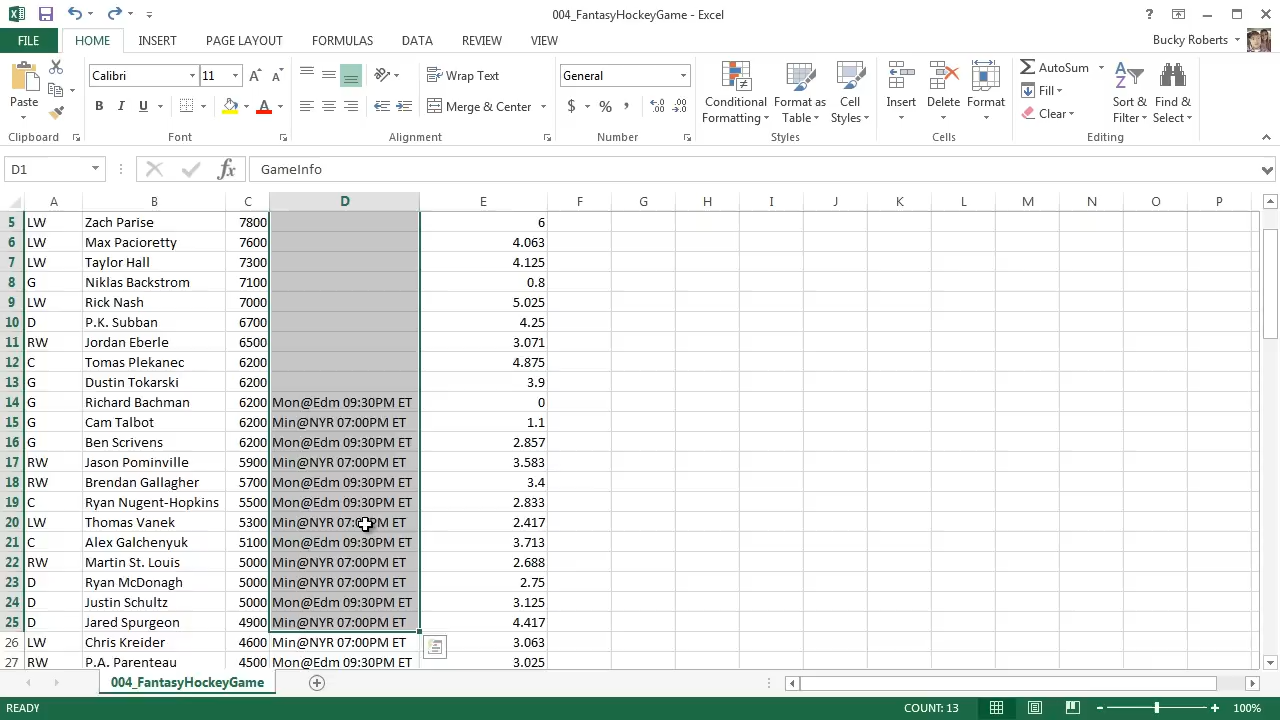 004_FantasyHockeyGame - Excel
?
Bucky Roberts
FILE HOME INSERT PAGE LAYOUT FORMULAS DATA REVIEW VIEW
Paste
Clipboard
Calibri 11 A A
B I U A
Font
Wrap Text
Merge & Center
Alignment
General
$ % , .0 .00 .00 .0
Number
Conditional Formatting
Format as Table
Cell Styles
Styles
Insert Delete Format
Cells
AutoSum
Fill
Clear
Sort & Filter
Find & Select
Editing
D1 fx GameInfo
A B C D E F G H I J K L M N O P
5 LW Zach Parise 7800 6
6 LW Max Pacioretty 7600 4.063
7 LW Taylor Hall 7300 4.125
8 G Niklas Backstrom 7100 0.8
9 LW Rick Nash 7000 5.025
10 D P.K. Subban 6700 4.25
11 RW Jordan Eberle 6500 3.071
12 C Tomas Plekanec 6200 4.875
13 G Dustin Tokarski 6200 3.9
14 G Richard Bachman 6200 Mon@Edm 09:30PM ET 0
15 G Cam Talbot 6200 Min@NYR 07:00PM ET 1.1
16 G Ben Scrivens 6200 Mon@Edm 09:30PM ET 2.857
17 RW Jason Pominville 5900 Min@NYR 07:00PM ET 3.583
18 RW Brendan Gallagher 5700 Mon@Edm 09:30PM ET 3.4
19 C Ryan Nugent-Hopkins 5500 Mon@Edm 09:30PM ET 2.833
20 LW Thomas Vanek 5300 Min@NYR 07:00PM ET 2.417
21 C Alex Galchenyuk 5100 Mon@Edm 09:30PM ET 3.713
22 RW Martin St. Louis 5000 Min@NYR 07:00PM ET 2.688
23 D Ryan McDonagh 5000 Min@NYR 07:00PM ET 2.75
24 D Justin Schultz 5000 Mon@Edm 09:30PM ET 3.125
25 D Jared Spurgeon 4900 Min@NYR 07:00PM ET 4.417
26 LW Chris Kreider 4600 Min@NYR 07:00PM ET 3.063
27 RW P.A. Parenteau 4500 Mon@Edm 09:30PM ET 3.025
004_FantasyHockeyGame
READY COUNT: 13 100%